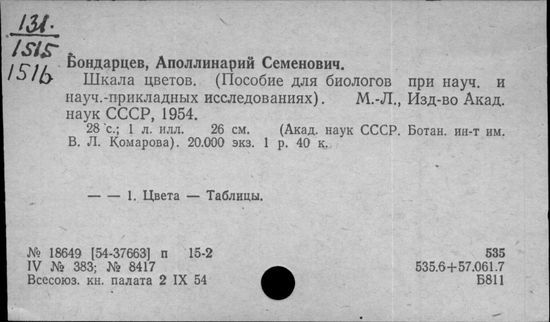 131.
1515
151б
Бондарцев, Аполлинарий Семенович.
Шкала цветов. (Пособие для биологов при науч. и
науч.-прикладных исследованиях). М.-Л., Изд-во Акад.
наук СССР, 1954.
28 с.; 1 л. илл. 26 см. (Акад. наук СССР. Ботан. ин-т им.
В. Л. Комарова). 20.000 экз. 1 р. 40 к.
— — 1. Цвета — Таблицы.
№ 18649 [54-37663] п 15-2 535
IV № 383; № 8417 535.6+57.061.7
Всесоюз. кн. палата 2 IX 54 Б811